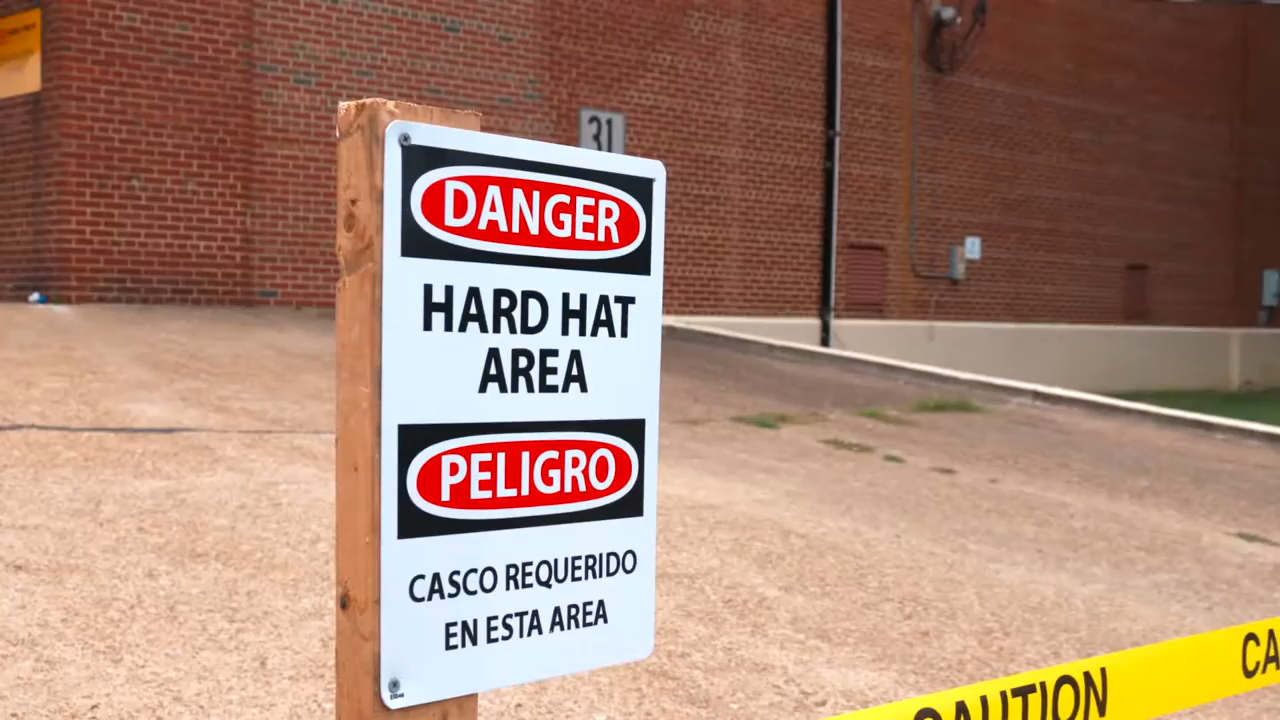 31
DANGER
HARD HAT
AREA
PELIGRO
CASCO REQUERIDO
EN ESTA AREA
CAUTION
CA